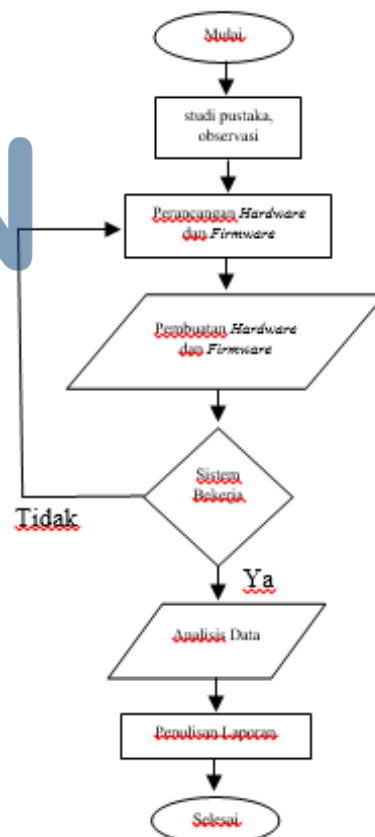 Mulai
studi pustaka,
observasi
Perancangan Hardware
dan Firmware
Pembuatan Hardware
dan Firmware
Sistem
Bekerja
Tidak
Ya
Analisis Data
Penulisan Laporan
Selesai